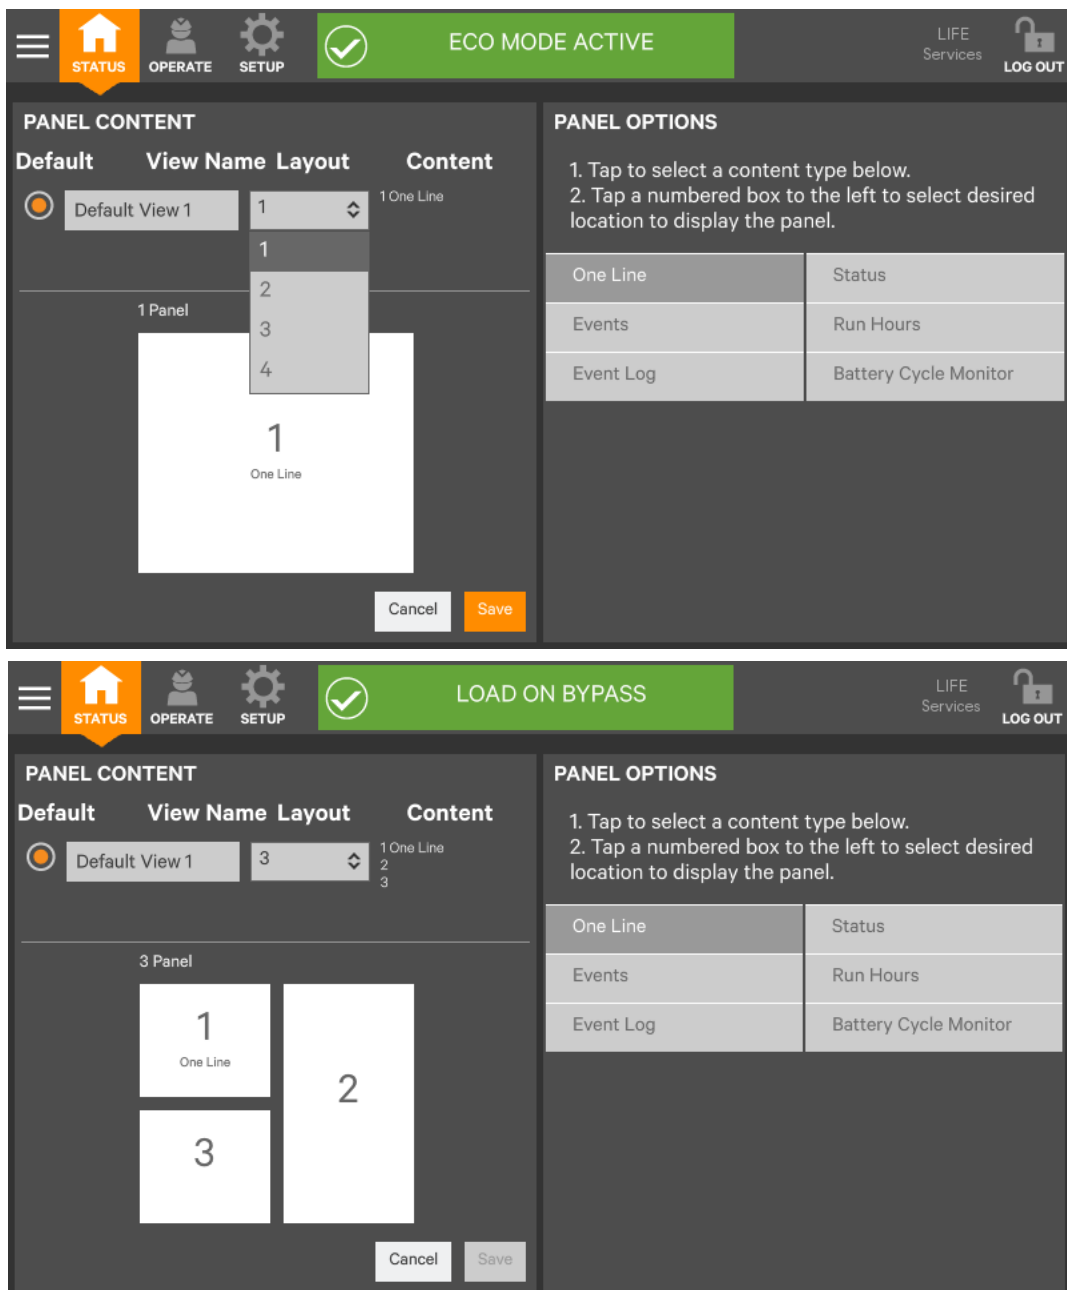 STATUS
OPERATE
SETUP
ECO MODE ACTIVE
LIFE
Services
LOG OUT
PANEL CONTENT
Default View Name Layout Content
Default View 1
1
1 One Line
1
2
3
4
1 Panel
1
One Line
Cancel
Save
PANEL OPTIONS
1. Tap to select a content type below.
2. Tap a numbered box to the left to select desired
location to display the panel.
One Line
Status
Events
Run Hours
Event Log
Battery Cycle Monitor
STATUS
OPERATE
SETUP
LOAD ON BYPASS
LIFE
Services
LOG OUT
PANEL CONTENT
Default View Name Layout Content
Default View 1
3
1 One Line
2
3
3 Panel
1
One Line
2
3
Cancel
Save
PANEL OPTIONS
1. Tap to select a content type below.
2. Tap a numbered box to the left to select desired
location to display the panel.
One Line
Status
Events
Run Hours
Event Log
Battery Cycle Monitor